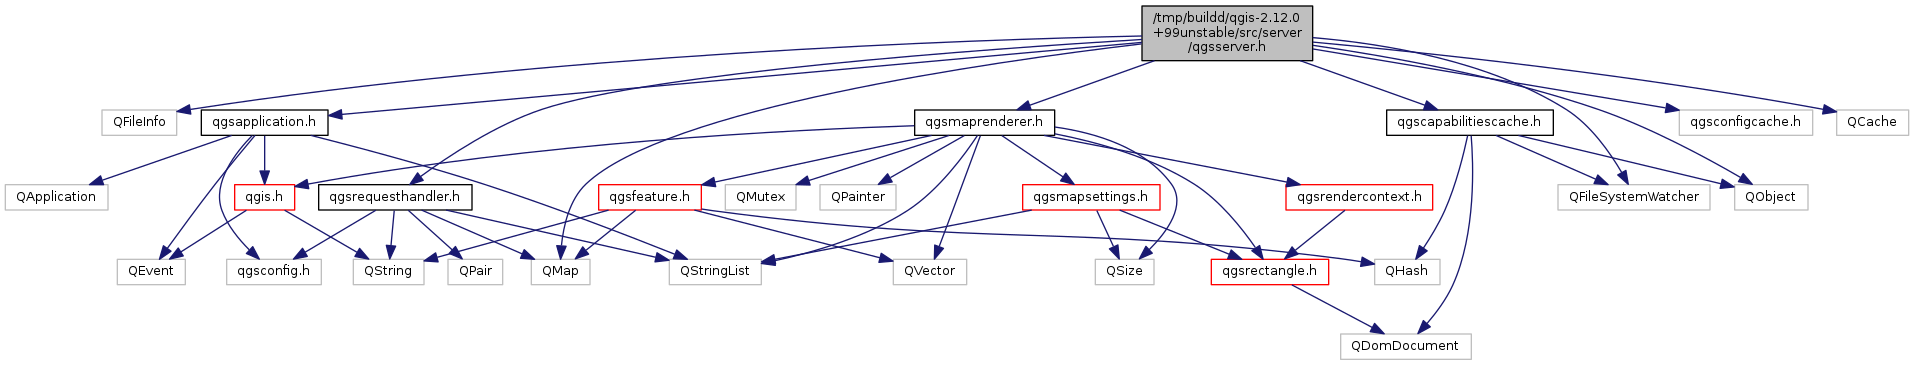 /tmp/buildd/qgis-2.12.0
+99unstable/src/server
/qgsserver.h
QFileInfo
qgsapplication.h
qgsmaprenderer.h
qgscapabilitiescache.h
qgsconfigcache.h
QCache
QApplication
qgis.h
qgsrequesthandler.h
qgsfeature.h
QMutex
QPainter
qgsmapsettings.h
qgsrendercontext.h
QFileSystemWatcher
QObject
QEvent
qgsconfig.h
QString
QPair
QMap
QStringList
QVector
QSize
qgsrectangle.h
QHash
QDomDocument